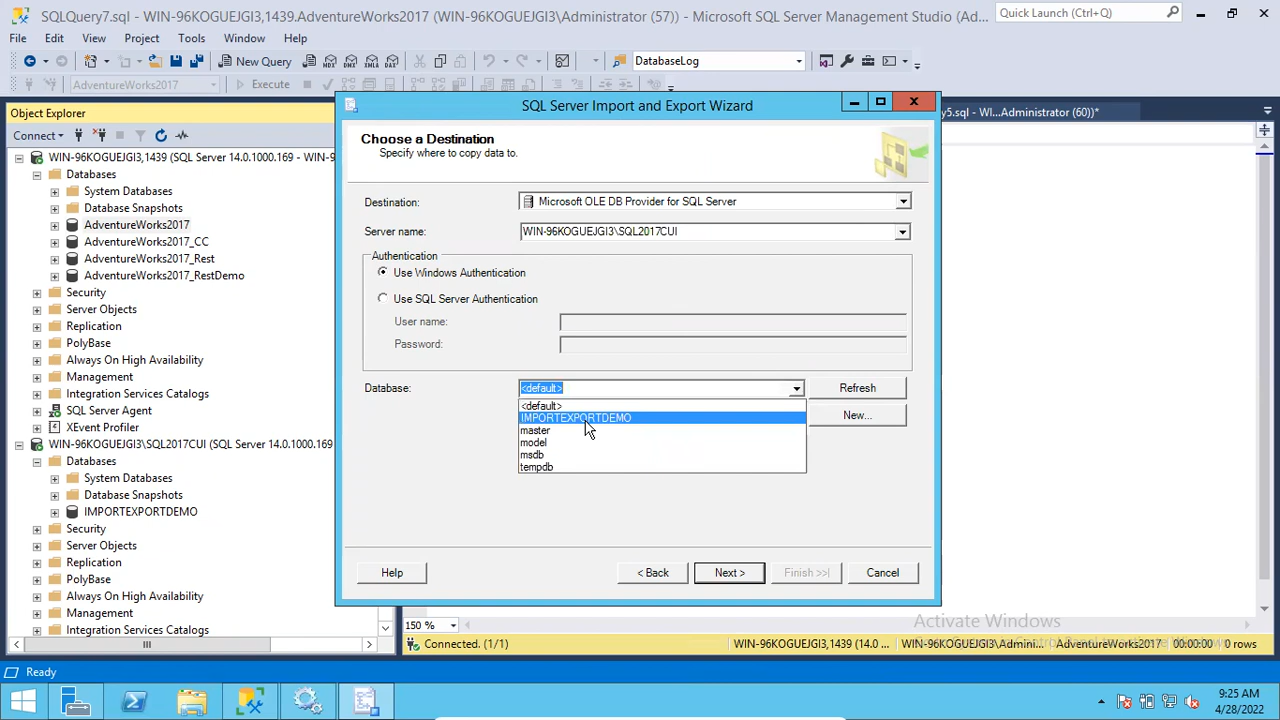 SQLQuery7.sql - WIN-96KOGUEJGI3,1439.AdventureWorks2017 (WIN-96KOGUEJGI3\Administrator (57)) - Microsoft SQL Server Management Studio (Ad...
Quick Launch (Ctrl+Q)
File Edit View Project Tools Window Help
New Query
DatabaseLog
AdventureWorks2017
Execute
Object Explorer
y5.sql - WI...Administrator (60))*
Connect
WIN-96KOGUEJGI3,1439 (SQL Server 14.0.1000.169 - WIN-9
Databases
System Databases
Database Snapshots
AdventureWorks2017
AdventureWorks2017_CC
AdventureWorks2017_Rest
AdventureWorks2017_RestDemo
Security
Server Objects
Replication
PolyBase
Always On High Availability
Management
Integration Services Catalogs
SQL Server Agent
XEvent Profiler
WIN-96KOGUEJGI3\SQL2017CUI (SQL Server 14.0.1000.169
Databases
System Databases
Database Snapshots
IMPORTEXPORTDEMO
Security
Server Objects
Replication
PolyBase
Always On High Availability
Management
Integration Services Catalogs
SQL Server Import and Export Wizard
Choose a Destination
Specify where to copy data to.
Destination: Microsoft OLE DB Provider for SQL Server
Server name: WIN-96KOGUEJGI3\SQL2017CUI
Authentication
Use Windows Authentication
Use SQL Server Authentication
User name:
Password:
Database: <default> Refresh
<default>
IMPORTEXPORTDEMO
New...
master
model
msdb
tempdb
Help < Back Next > Finish >>| Cancel
Activate Windows
150 %
Connected. (1/1) WIN-96KOGUEJGI3,1439 (14.0 ... WIN-96KOGUEJGI3\Admini... AdventureWorks2017 00:00:00 0 rows
Ready
9:25 AM
4/28/2022